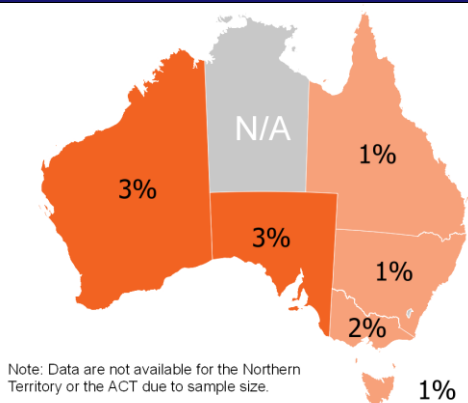 N/A
1%
3%
3%
1%
2%
Note: Data are not available for the Northern
Territory or the ACT due to sample size.
1%